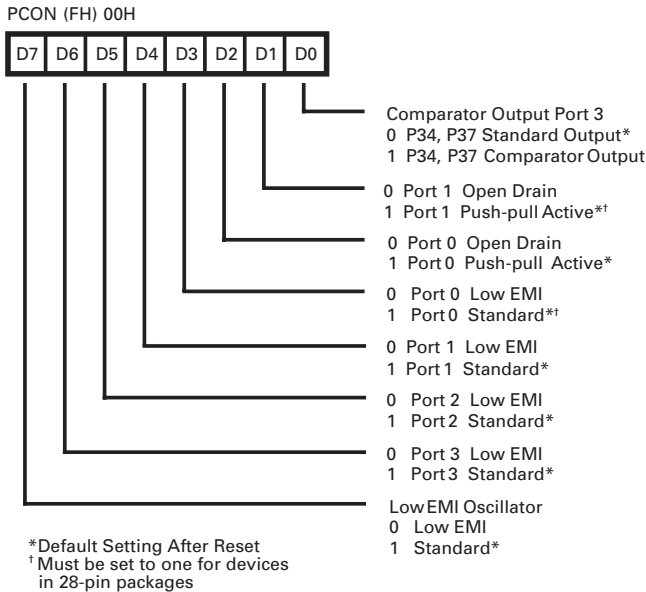 PCON (FH) 00H
D7 D6 D5 D4 D3 D2 D1 D0
Comparator Output Port 3
0 P34, P37 Standard Output*
1 P34, P37 Comparator Output
0 Port 1 Open Drain
1 Port 1 Push-pull Active*†
0 Port 0 Open Drain
1 Port 0 Push-pull Active*
0 Port 0 Low EMI
1 Port 0 Standard*†
0 Port 1 Low EMI
1 Port 1 Standard*
0 Port 2 Low EMI
1 Port 2 Standard*
0 Port 3 Low EMI
1 Port 3 Standard*
Low EMI Oscillator
0 Low EMI
1 Standard*
*Default Setting After Reset
† Must be set to one for devices
in 28-pin packages